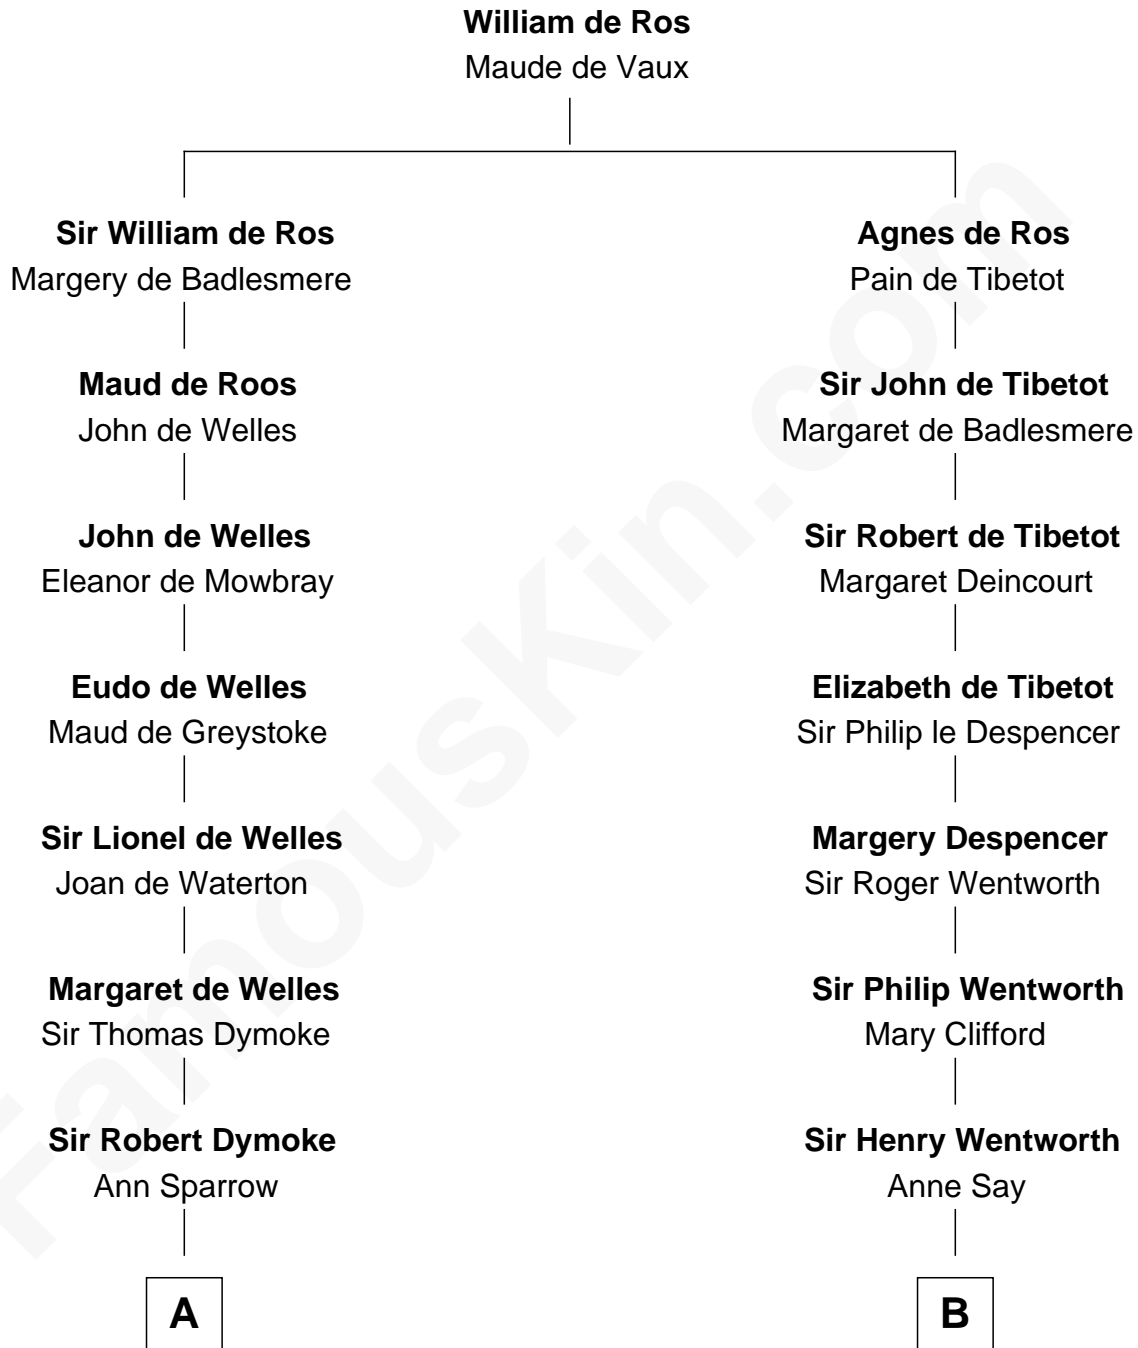 William de Ros
Maude de Vaux
Sir William de Ros
Margery de Badlesmere
Maud de Roos
John de Welles
John de Welles
Eleanor de Mowbray
Eudo de Welles
Maud de Greystoke
Sir Lionel de Welles
Joan de Waterton
Margaret de Welles
Sir Thomas Dymoke
Sir Robert Dymoke
Ann Sparrow
A
Agnes de Ros
Pain de Tibetot
Sir John de Tibetot
Margaret de Badlesmere
Sir Robert de Tibetot
Margaret Deincourt
Elizabeth de Tibetot
Sir Philip le Despencer
Margery Despencer
Sir Roger Wentworth
Sir Philip Wentworth
Mary Clifford
Sir Henry Wentworth
Anne Say
B
FamousKin.com